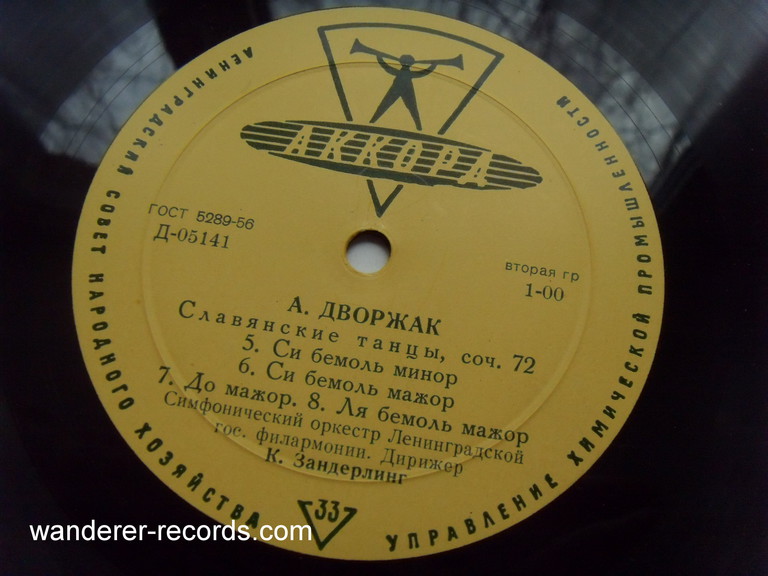 ЛЕНИНГРАДСКИЙ СОВЕТ НАРОДНОГО ХОЗЯЙСТВА
УПРАВЛЕНИЕ ХИМИЧЕСКОЙ ПРОМЫШЛЕННОСТИ
АККОРД
ГОСТ 5289-56
Д-05141
вторая гр
1-00
А. ДВОРЖАК
Славянские танцы, соч. 72
5. Си бемоль минор
6. Си бемоль мажор
7. До мажор. 8. Ля бемоль мажор
Симфонический оркестр Ленинградской
гос. филармонии. Дирижер
К. Зандерлинг
33
wanderer-records.com